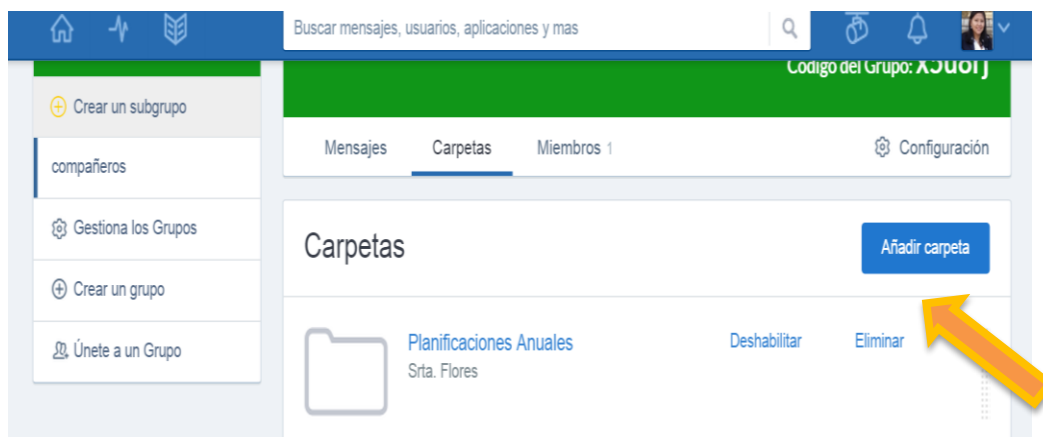 Buscar mensajes, usuarios, aplicaciones y mas
Código del Grupo:
Crear un subgrupo
compañeros
Gestiona los Grupos
Crear un grupo
Únete a un Grupo
Mensajes Carpetas Miembros 1 Configuración
Carpetas
Añadir carpeta
Planificaciones Anuales Deshabilitar Eliminar
Srta. Flores